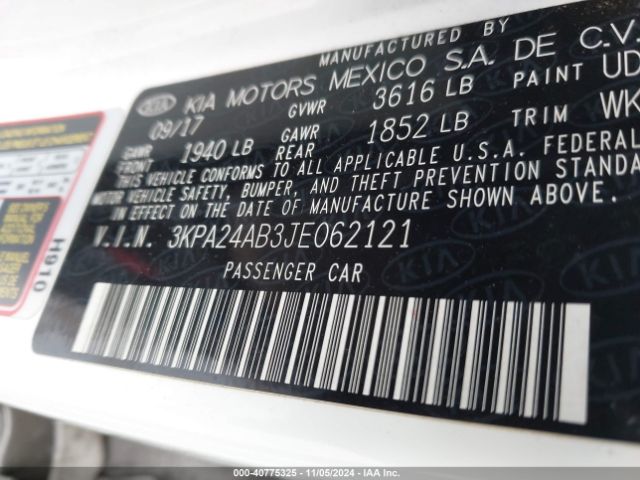 MANUFACTURED BY
KIA KIA MOTORS MEXICO S.A. DE C.V.
09/17 GVWR 3616 LB PAINT UD
GAWR FRONT 1940 LB GAWR REAR 1852 LB TRIM WK
THIS VEHICLE CONFORMS TO ALL APPLICABLE U.S.A. FEDERAL
MOTOR VEHICLE SAFETY, BUMPER, AND THEFT PREVENTION STANDA
IN EFFECT ON THE DATE OF MANUFACTURE SHOWN ABOVE.
V.I.N. 3KPA24AB3JE062121
PASSENGER CAR
H910
000-40775325 - 11/05/2024 - IAA Inc.